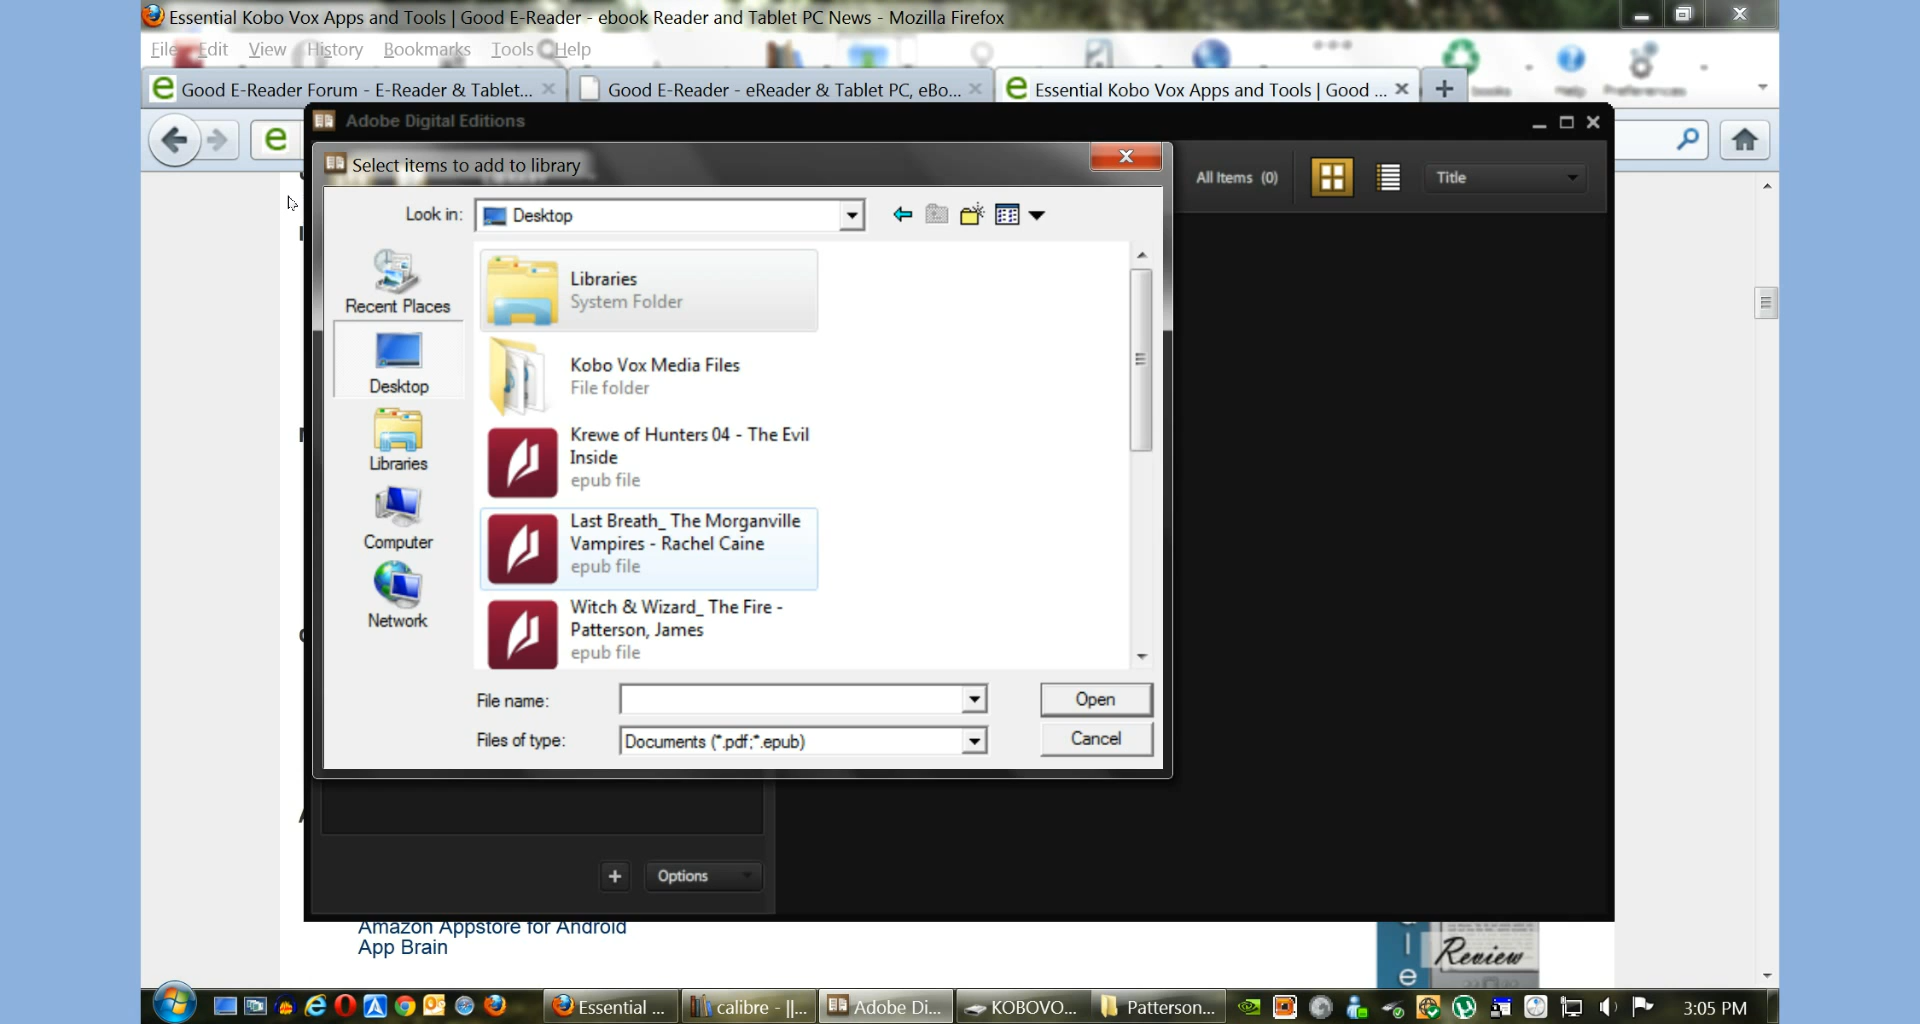 Essential Kobo Vox Apps and Tools | Good E-Reader - ebook Reader and Tablet PC News - Mozilla Firefox
File Edit View History Bookmarks Tools Help
Good E-Reader Forum - E-Reader & Tablet...
Good E-Reader - eReader & Tablet PC, eBo...
Essential Kobo Vox Apps and Tools | Good ...
books Help Preferences
Adobe Digital Editions
Select items to add to library
All Items (0)
Title
Look in:
Desktop
Recent Places
Desktop
Libraries
Computer
Network
Libraries
System Folder
Kobo Vox Media Files
File folder
Krewe of Hunters 04 - The Evil
Inside
epub file
Last Breath_ The Morganville
Vampires - Rachel Caine
epub file
Witch & Wizard_ The Fire -
Patterson, James
epub file
File name:
Open
Files of type:
Documents (*.pdf;*.epub)
Cancel
+
Options
Amazon Appstore for Android
App Brain
Review
Essential ...
calibre - ||...
Adobe Di...
KOBOVO...
Patterson...
3:05 PM